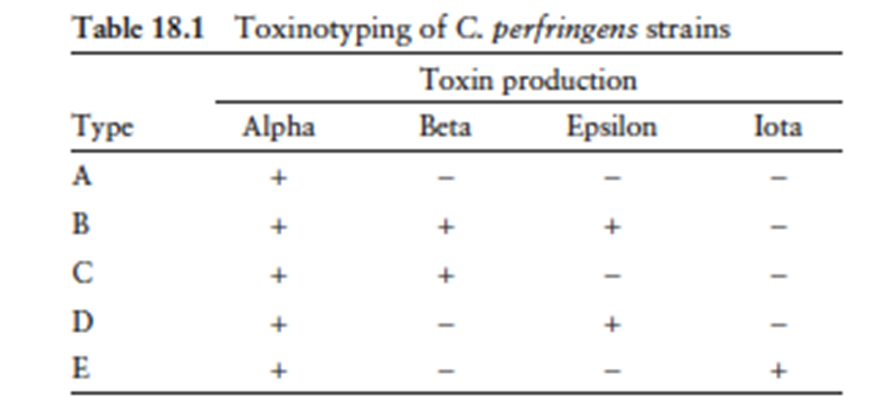 Table 18.1 Toxinotyping of C. perfringens strains
Toxin production
Type Alpha Beta Epsilon Iota
A + – – –
B + + + –
C + + – –
D + – + –
E + – – +